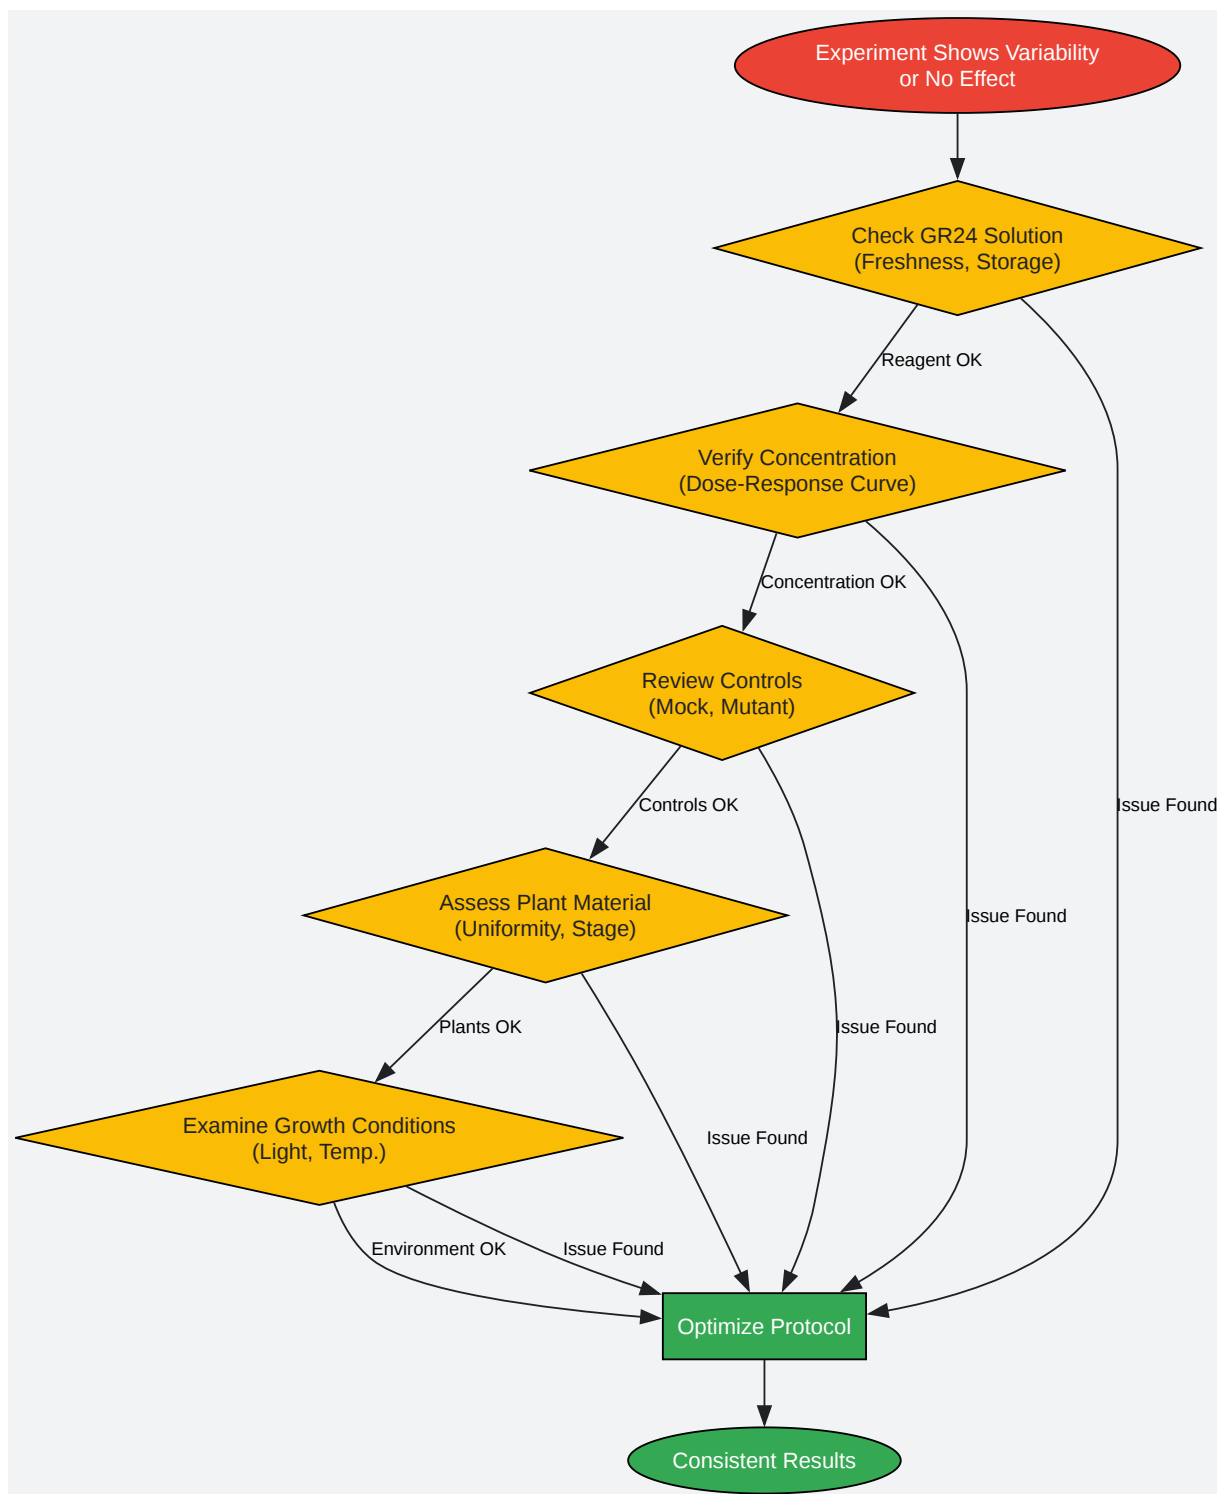 Experiment Shows Variability
or No Effect
Check GR24 Solution
(Freshness, Storage)
Reagent OK
Verify Concentration
(Dose-Response Curve)
Concentration OK
Review Controls
(Mock, Mutant)
Controls OK
Issue Found
Assess Plant Material
(Uniformity, Stage)
Issue Found
Plants OK
Issue Found
Examine Growth Conditions
(Light, Temp.)
Issue Found
Environment OK
Issue Found
Optimize Protocol
Consistent Results